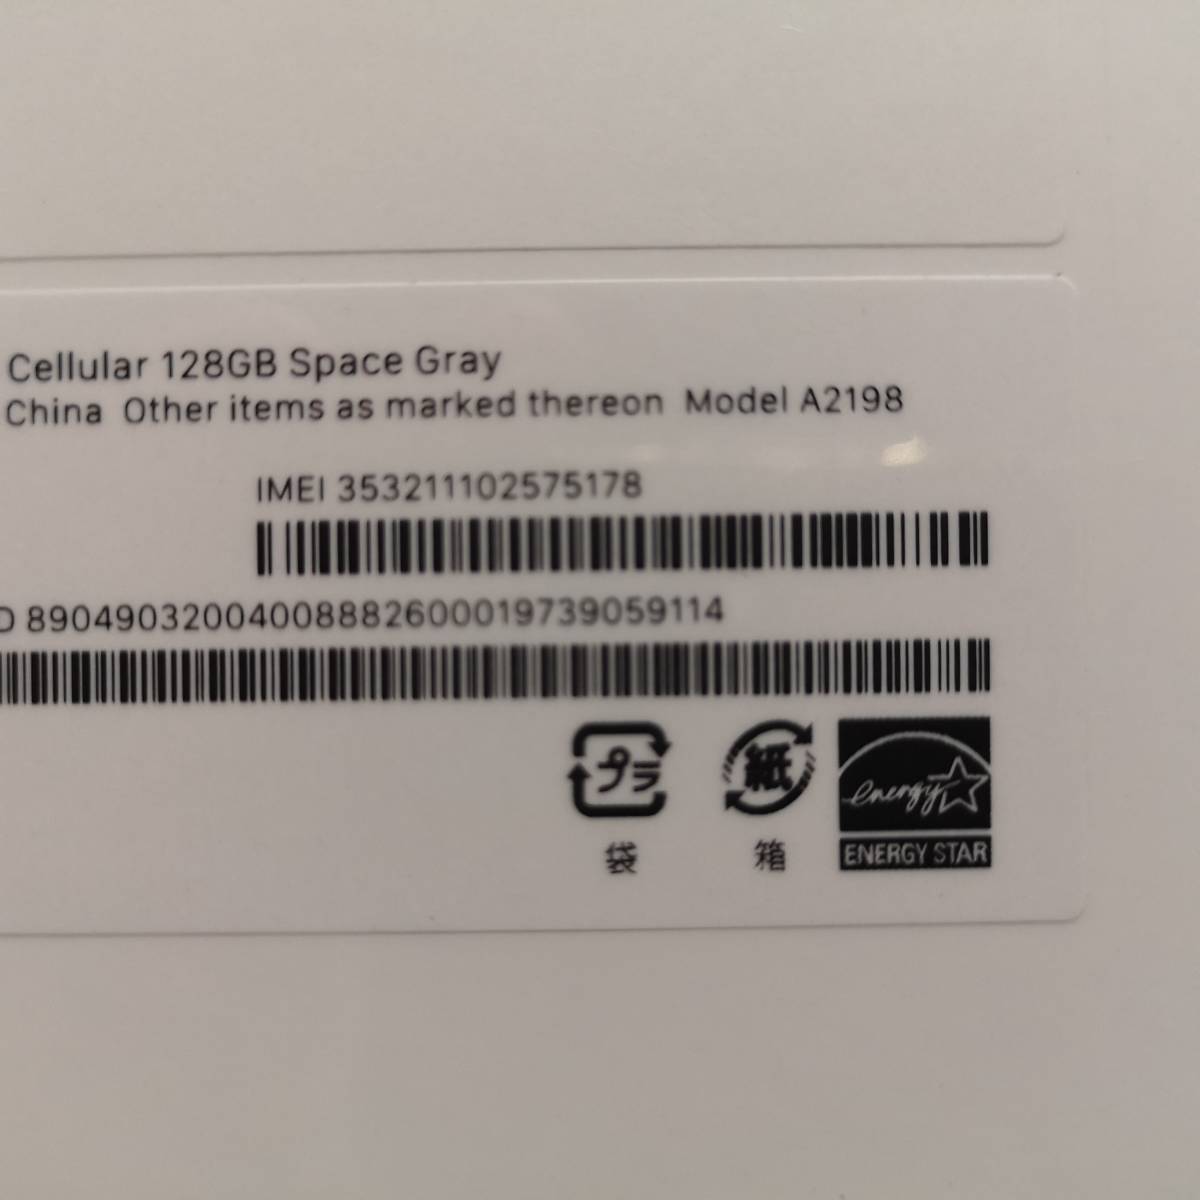 Cellular 128GB Space Gray
China Other items as marked thereon Model A2198
IMEI 353211102575178
D 89049032004008882600019739059114
プラ
紙
energy
袋
箱
ENERGY STAR